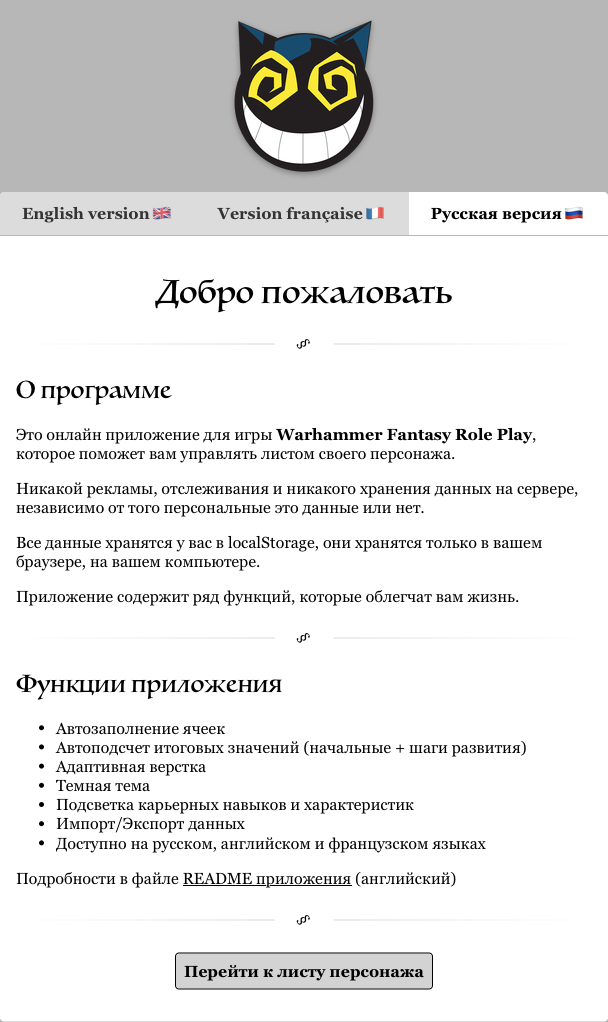 English version 🇬🇧 Version française 🇫🇷 Русская версия 🇷🇺
Добро пожаловать
О программе
Это онлайн приложение для игры Warhammer Fantasy Role Play,
которое поможет вам управлять листом своего персонажа.
Никакой рекламы, отслеживания и никакого хранения данных на сервере,
независимо от того персональные это данные или нет.
Все данные хранятся у вас в localStorage, они хранятся только в вашем
браузере, на вашем компьютере.
Приложение содержит ряд функций, которые облегчат вам жизнь.
Функции приложения
• Автозаполнение ячеек
• Автоподсчет итоговых значений (начальные + шаги развития)
• Адаптивная верстка
• Темная тема
• Подсветка карьерных навыков и характеристик
• Импорт/Экспорт данных
• Доступно на русском, английском и французском языках
Подробности в файле README приложения (английский)
Перейти к листу персонажа